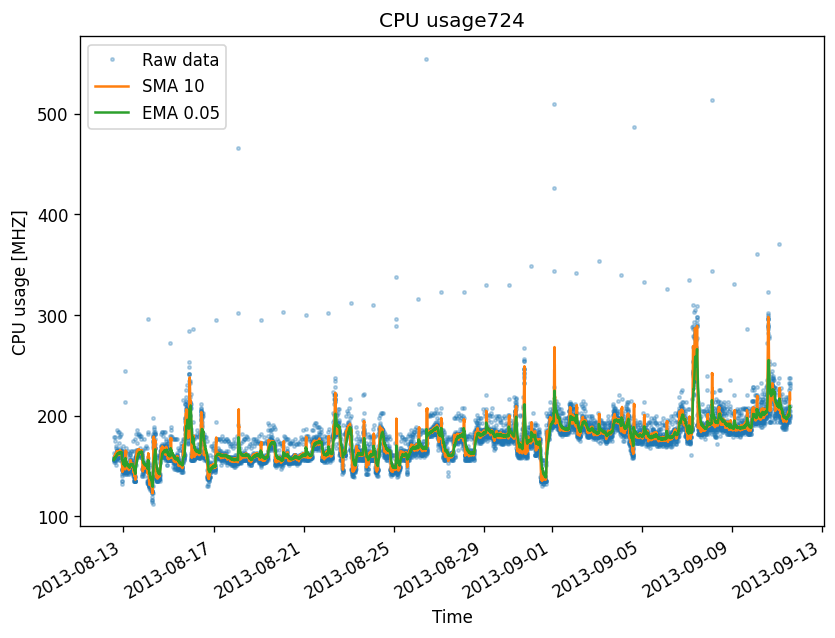 CPU usage724
Raw data
SMA 10
EMA 0.05
500
400
300
200
100
CPU usage [MHZ]
2013-08-13
2013-08-17
2013-08-21
2013-08-25
2013-08-29
2013-09-01
2013-09-05
2013-09-09
2013-09-13
Time